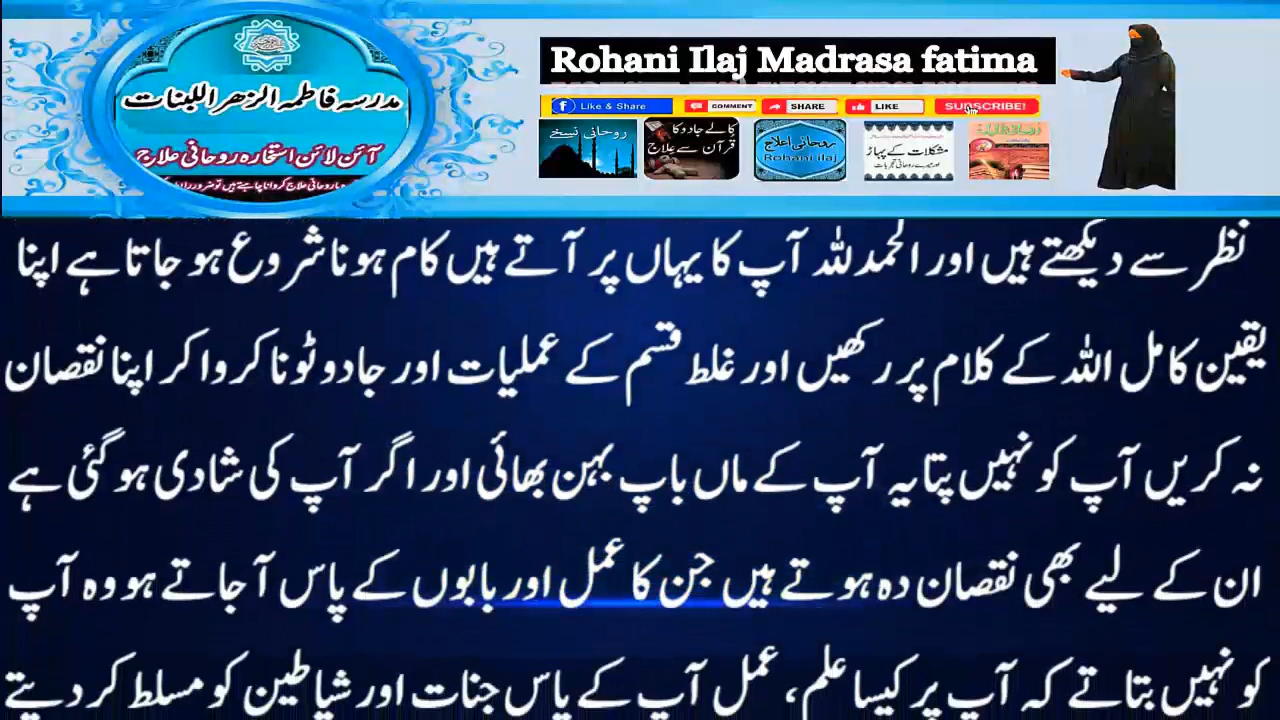 مدرسہ فاطمہ الزھرا للبنات
آئن لائن استخارہ روحانی علاج
Rohani Ilaj Madrasa fatima
Like & Share
COMMENT
SHARE
LIKE
SUBSCRIBE!
روحانی نسخ
کالے جادو کا
قرآن سے علاج
روحانی علاج
Rohani ilaj
مشکلات کے پہاڑ
نظر سے دیکھتے ہیں اور الحمدللہ آپ کا یہاں پر آتے ہیں کام ہونا شروع ہو جاتا ہے اپنا
یقین کامل اللہ کے کلام پر رکھیں اور غلط قسم کے عملیات اور جادو ٹونا کروا کر اپنا نقصان
نہ کریں آپ کو نہیں پتا یہ آپ کے ماں باپ بہن بھائی اور اگر آپ کی شادی ہو گئی ہے
ان کے لیے بھی نقصان دہ ہوتے ہیں جن کا عمل اور بابوں کے پاس آ جاتے ہو وہ آپ
کو نہیں بتاتے کہ آپ پر کیسا علم، عمل آپ کے پاس جنات اور شیاطین کو مسلط کر دیتے